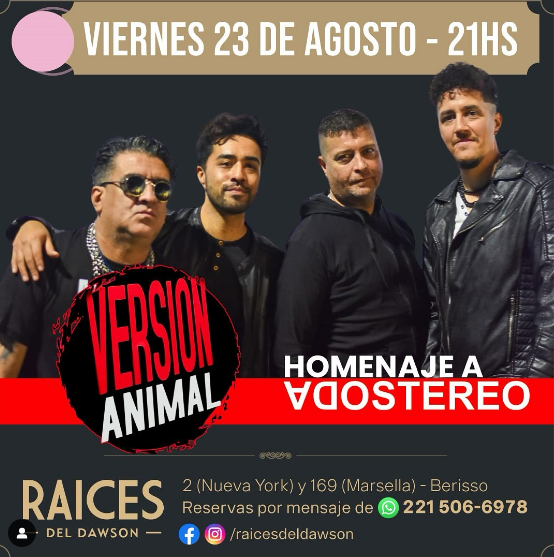 VIERNES 23 DE AGOSTO - 21HS
VERSION
ANIMAL
HOMENAJE A
∀ᗡOSTEREO
RAICES
DEL DAWSON
2 (Nueva York) y 169 (Marsella) - Berisso
Reservas por mensaje de 221 506-6978
/raicesdeldawson